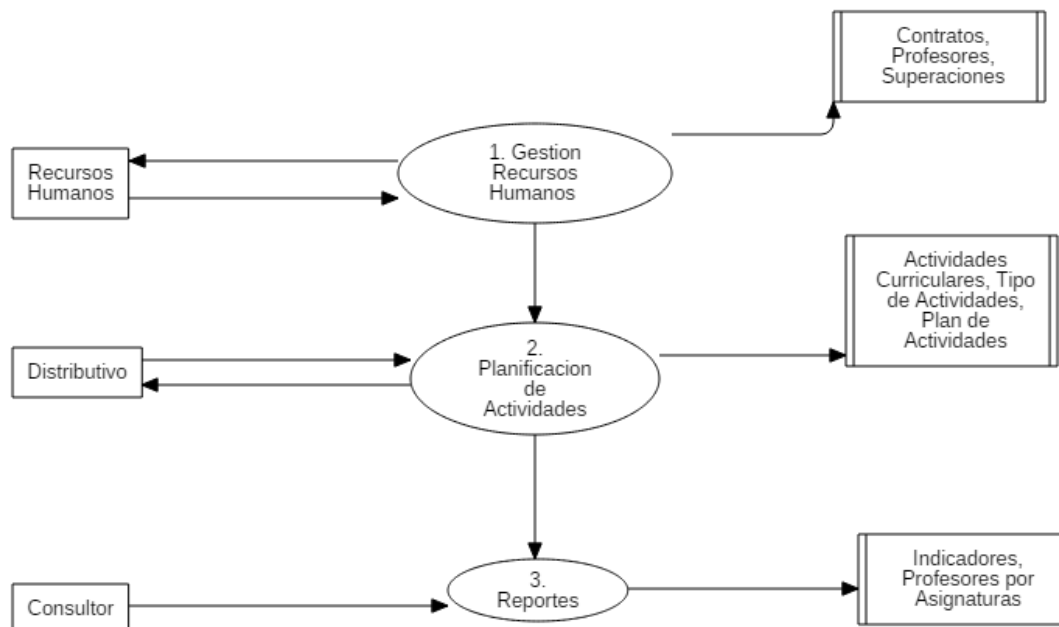 Contratos,
Profesores,
Superaciones
1. Gestion
Recursos
Humanos
Recursos
Humanos
Actividades
Curriculares, Tipo
de Actividades,
Plan de
Actividades
2.
Planificacion
de
Actividades
Distributivo
Indicadores,
Profesores por
Asignaturas
3.
Reportes
Consultor